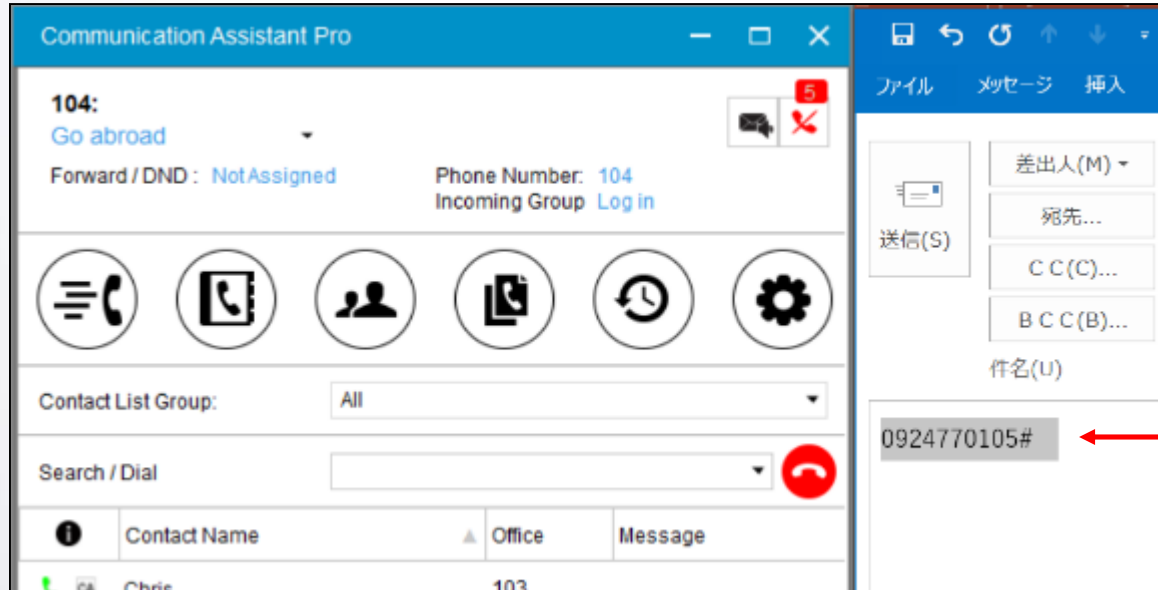 Communication Assistant Pro
104:
5
Go abroad
Forward / DND : Not Assigned
Phone Number: 104
Incoming Group Log in
Contact List Group: All
Search / Dial
Contact Name Office Message
Chris 103
ファイル メッセージ 挿入
差出人(M)
宛先...
送信(S)
C C (C)...
B C C (B)...
件名(U)
0924770105#